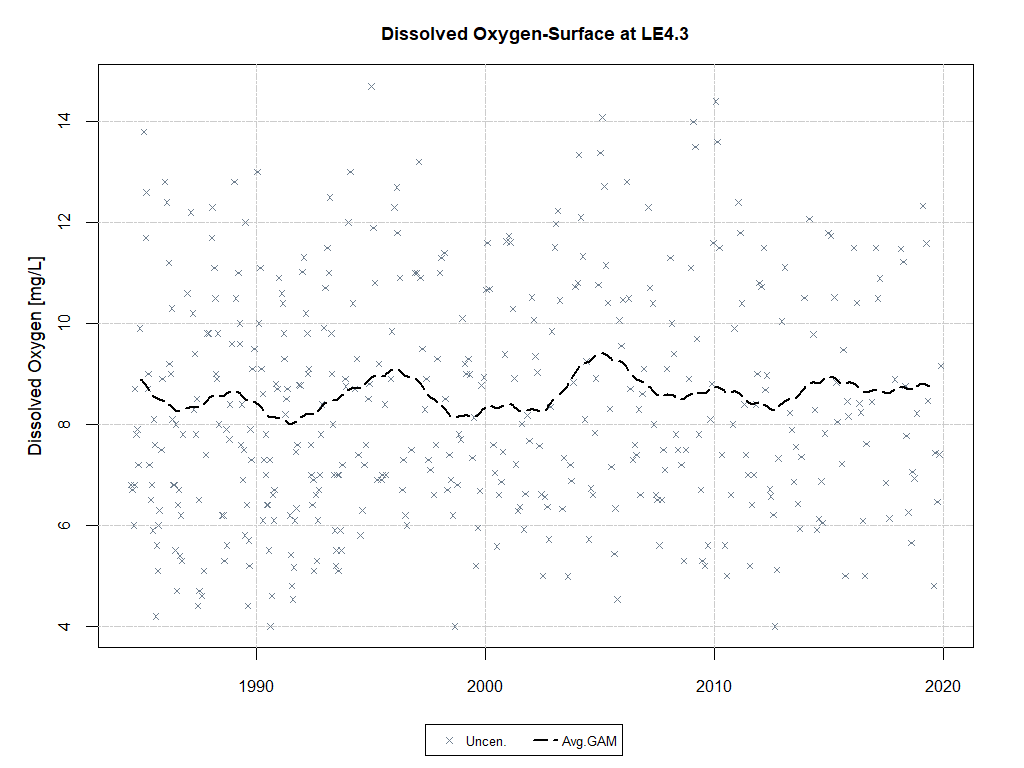 Dissolved Oxygen-Surface at LE4.3
Dissolved Oxygen [mg/L]
14
12
10
8
6
4
1990 2000 2010 2020
Uncen. Avg.GAM